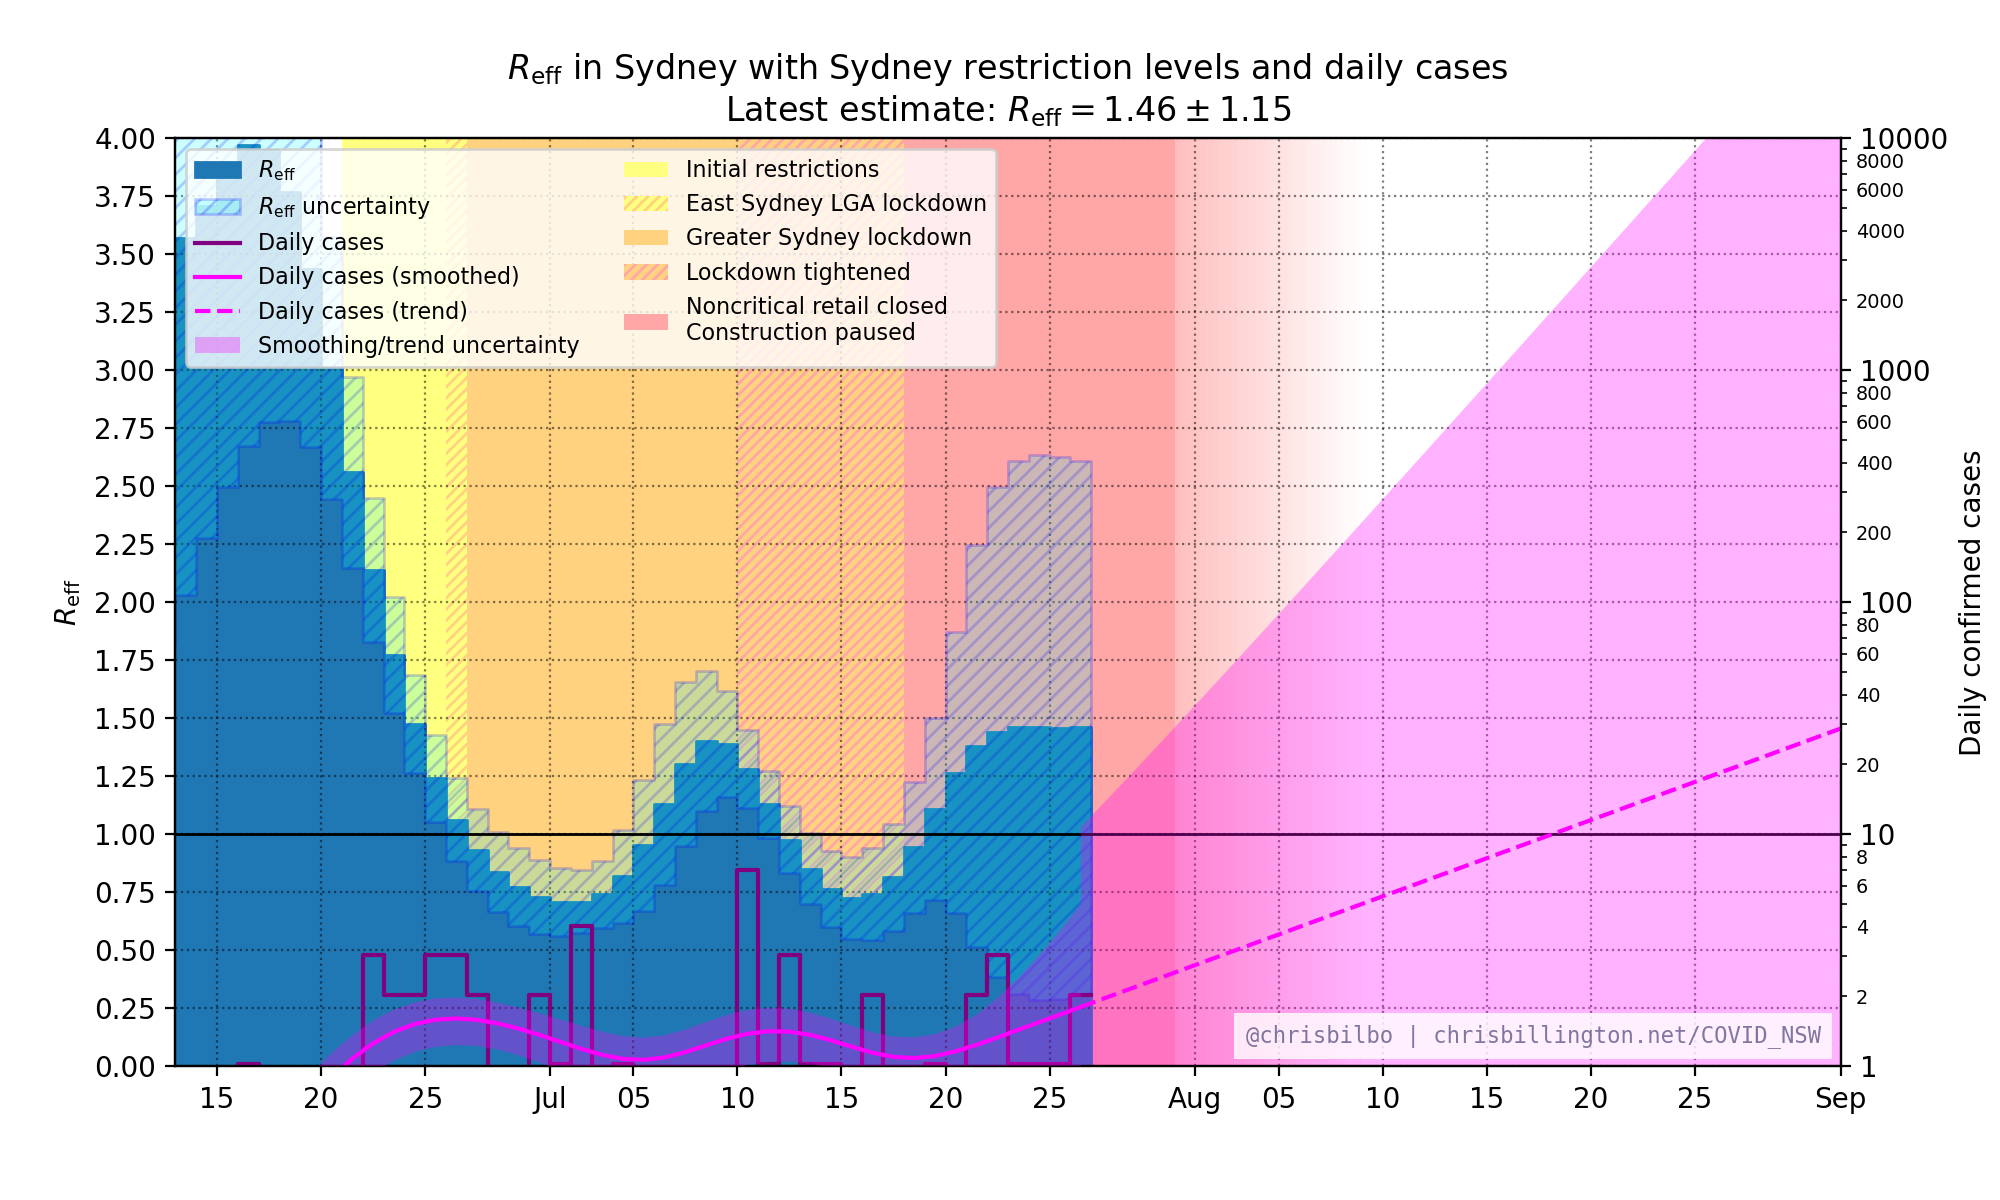 R_eff in Sydney with Sydney restriction levels and daily cases
Latest estimate: R_eff = 1.46 ± 1.15
R_eff
R_eff uncertainty
Daily cases
Daily cases (smoothed)
Daily cases (trend)
Smoothing/trend uncertainty
Initial restrictions
East Sydney LGA lockdown
Greater Sydney lockdown
Lockdown tightened
Noncritical retail closed
Construction paused
R_eff
4.00
3.75
3.50
3.25
3.00
2.75
2.50
2.25
2.00
1.75
1.50
1.25
1.00
0.75
0.50
0.25
0.00
15 20 25 Jul 05 10 15 20 25 Aug 05 10 15 20 25 Sep
10000
8000
6000
4000
2000
1000
800
600
400
200
100
80
60
40
20
10
8
6
4
2
1
Daily confirmed cases
@chrisbilbo | chrisbillington.net/COVID_NSW